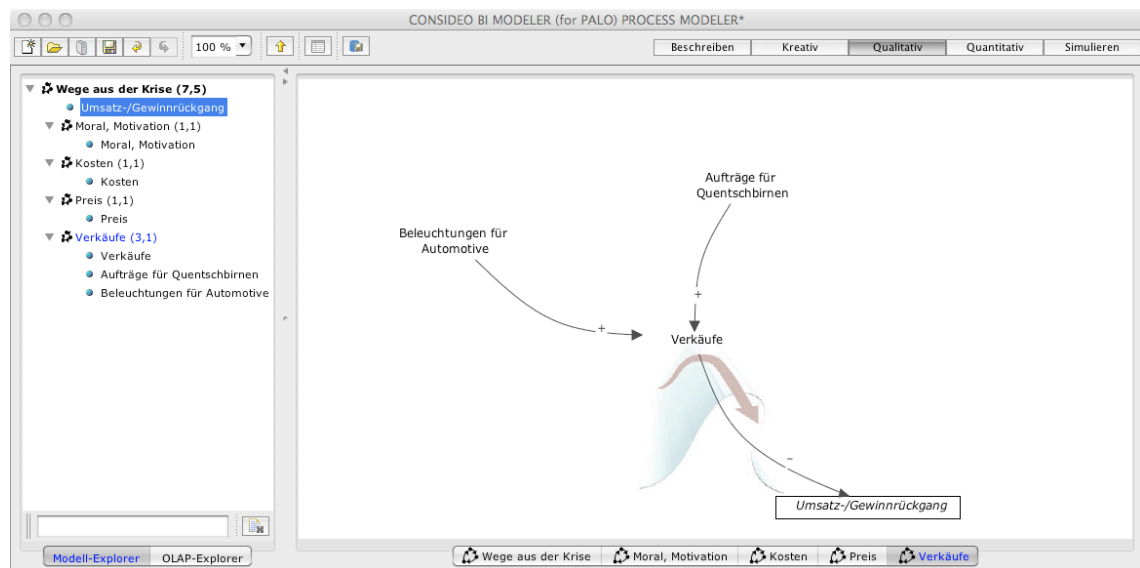 CONSIDEO BI MODELER (for PALO) PROCESS MODELER*
100 %
Beschreiben
Kreativ
Qualitativ
Quantitativ
Simulieren
Wege aus der Krise (7,5)
Umsatz-/Gewinnrückgang
Moral, Motivation (1,1)
Moral, Motivation
Kosten (1,1)
Kosten
Preis (1,1)
Preis
Verkäufe (3,1)
Verkäufe
Aufträge für Quentschbirnen
Beleuchtungen für Automotive
Aufträge für
Quentschbirnen
Beleuchtungen für
Automotive
+
+
Verkäufe
–
Umsatz-/Gewinnrückgang
Modell-Explorer
OLAP-Explorer
Wege aus der Krise
Moral, Motivation
Kosten
Preis
Verkäufe